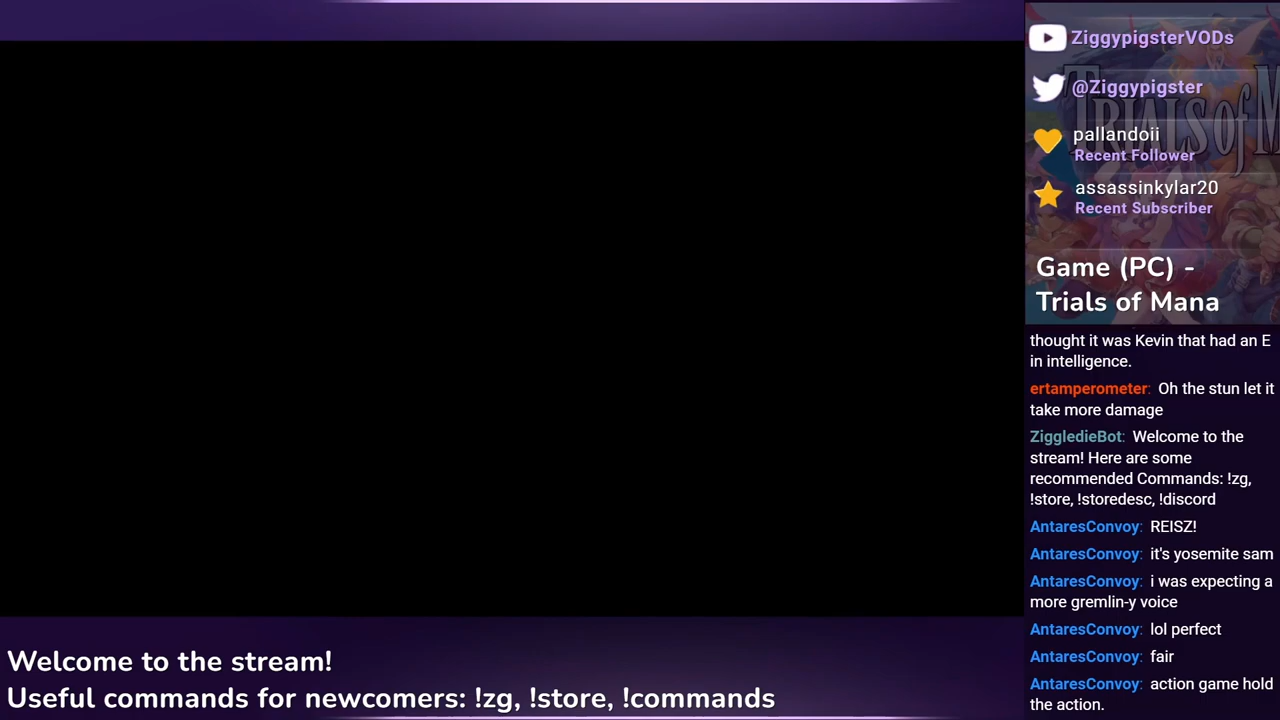 ZiggypigsterVODs
@Ziggypigster
pallandoii
Recent Follower
assassinkylar20
Recent Subscriber
TRIALS of M
Game (PC) -
Trials of Mana
thought it was Kevin that had an E
in intelligence.
ertamperometer: Oh the stun let it
take more damage
ZiggledieBot: Welcome to the
stream! Here are some
recommended Commands: !zg,
!store, !storedesc, !discord
AntaresConvoy: REISZ!
AntaresConvoy: it's yosemite sam
AntaresConvoy: i was expecting a
more gremlin-y voice
AntaresConvoy: lol perfect
AntaresConvoy: fair
AntaresConvoy: action game hold
the action.
Welcome to the stream!
Useful commands for newcomers: !zg, !store, !commands